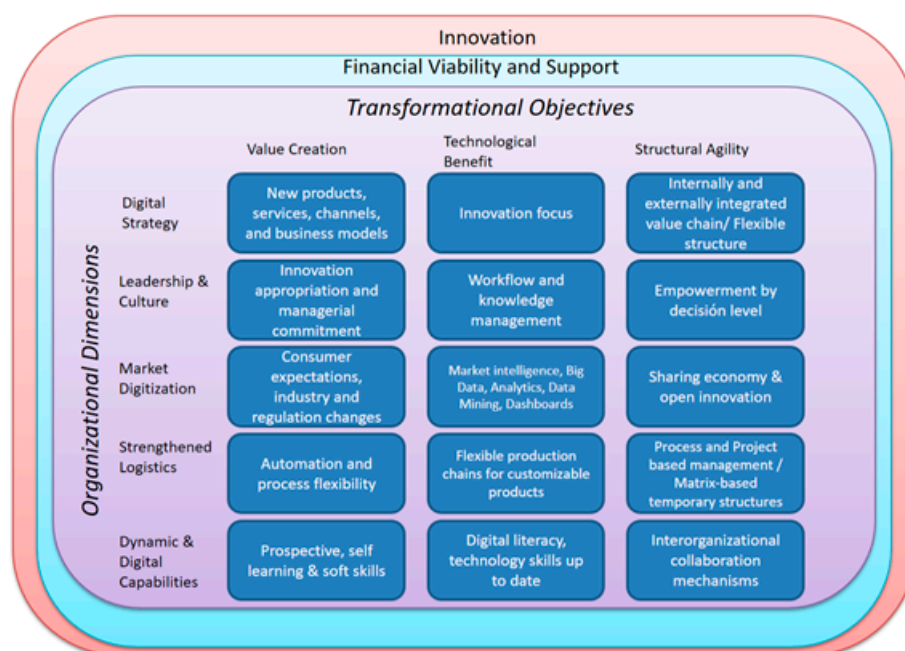 Innovation
Financial Viability and Support
Transformational Objectives
Value Creation
Technological
Benefit
Structural Agility
Organizational Dimensions
Digital
Strategy
New products,
services, channels,
and business models
Innovation focus
Internally and
externally integrated
value chain/ Flexible
structure
Leadership &
Culture
Innovation
appropriation and
managerial
commitment
Workflow and
knowledge
management
Empowerment by
decisión level
Market
Digitization
Consumer
expectations,
industry and
regulation changes
Market intelligence, Big
Data, Analytics, Data
Mining, Dashboards
Sharing economy &
open innovation
Strengthened
Logistics
Automation and
process flexibility
Flexible production
chains for customizable
products
Process and Project
based management /
Matrix-based
temporary structures
Dynamic &
Digital
Capabilities
Prospective, self
learning & soft skills
Digital literacy,
technology skills up
to date
Interorganizational
collaboration
mechanisms